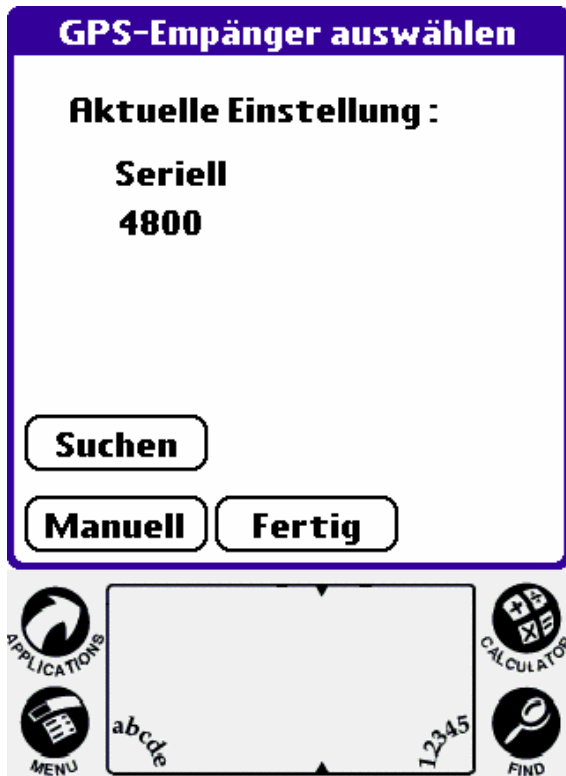 GPS-Empänger auswählen
Aktuelle Einstellung :
Seriell
4800
Suchen
Manuell Fertig
APPLICATIONS
CALCULATOR
abcde
12345
MENU
FIND